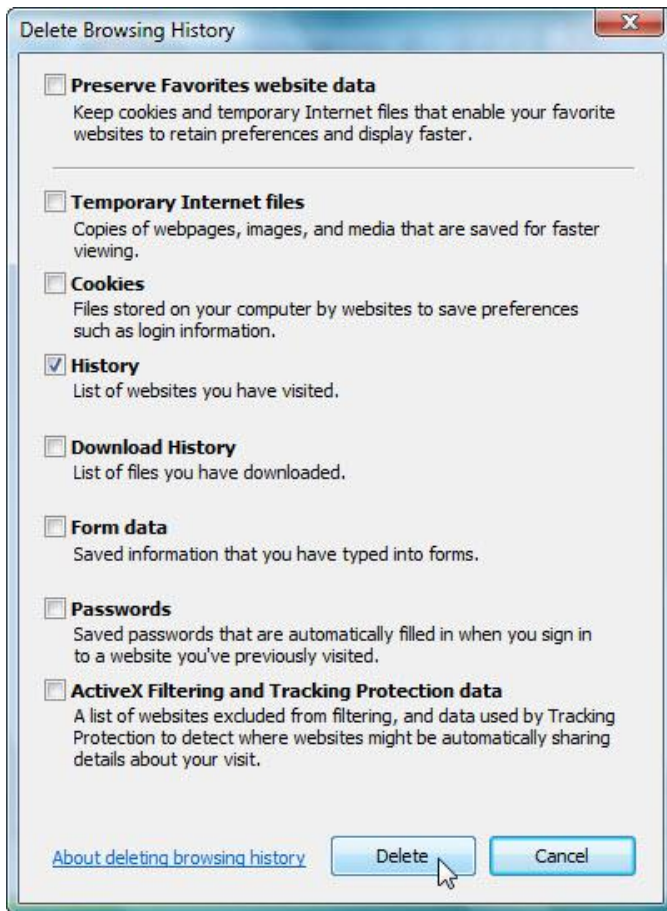 Delete Browsing History
Preserve Favorites website data
Keep cookies and temporary Internet files that enable your favorite
websites to retain preferences and display faster.
Temporary Internet files
Copies of webpages, images, and media that are saved for faster
viewing.
Cookies
Files stored on your computer by websites to save preferences
such as login information.
History
List of websites you have visited.
Download History
List of files you have downloaded.
Form data
Saved information that you have typed into forms.
Passwords
Saved passwords that are automatically filled in when you sign in
to a website you've previously visited.
ActiveX Filtering and Tracking Protection data
A list of websites excluded from filtering, and data used by Tracking
Protection to detect where websites might be automatically sharing
details about your visit.
About deleting browsing history Delete Cancel